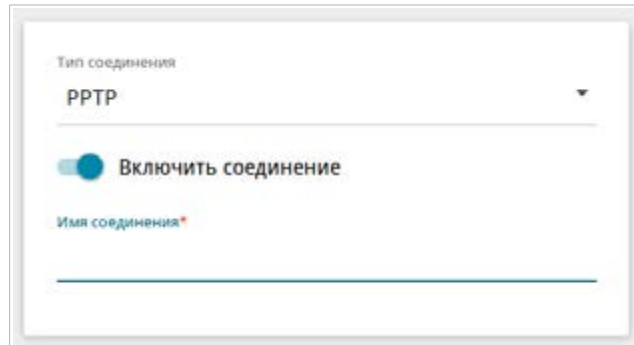 Тип соединения
PPTP
Включить соединение
Имя соединения*